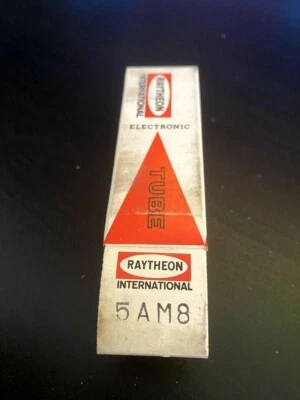 RAYTHEON
INTERNATIONAL
ELECTRONIC
TUBE
RAYTHEON
INTERNATIONAL
5AM8